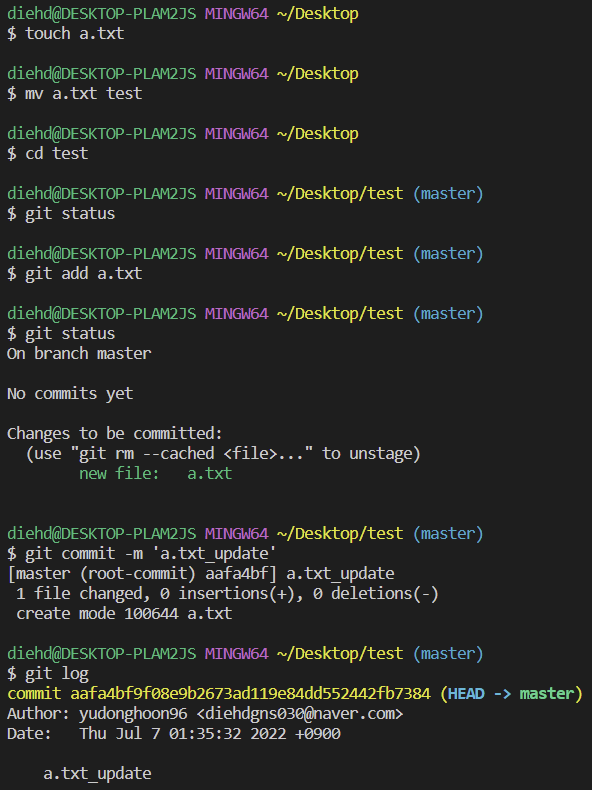 diehd@DESKTOP-PLAM2JS MINGW64 ~/Desktop
$ touch a.txt
diehd@DESKTOP-PLAM2JS MINGW64 ~/Desktop
$ mv a.txt test
diehd@DESKTOP-PLAM2JS MINGW64 ~/Desktop
$ cd test
diehd@DESKTOP-PLAM2JS MINGW64 ~/Desktop/test (master)
$ git status
diehd@DESKTOP-PLAM2JS MINGW64 ~/Desktop/test (master)
$ git add a.txt
diehd@DESKTOP-PLAM2JS MINGW64 ~/Desktop/test (master)
$ git status
On branch master
No commits yet
Changes to be committed:
  (use "git rm --cached <file>..." to unstage)
        new file:   a.txt
diehd@DESKTOP-PLAM2JS MINGW64 ~/Desktop/test (master)
$ git commit -m 'a.txt_update'
[master (root-commit) aafa4bf] a.txt_update
 1 file changed, 0 insertions(+), 0 deletions(-)
 create mode 100644 a.txt
diehd@DESKTOP-PLAM2JS MINGW64 ~/Desktop/test (master)
$ git log
commit aafa4bf9f08e9b2673ad119e84dd552442fb7384 (HEAD -> master)
Author: yudonghoon96 <diehdgns030@naver.com>
Date:   Thu Jul 7 01:35:32 2022 +0900
    a.txt_update